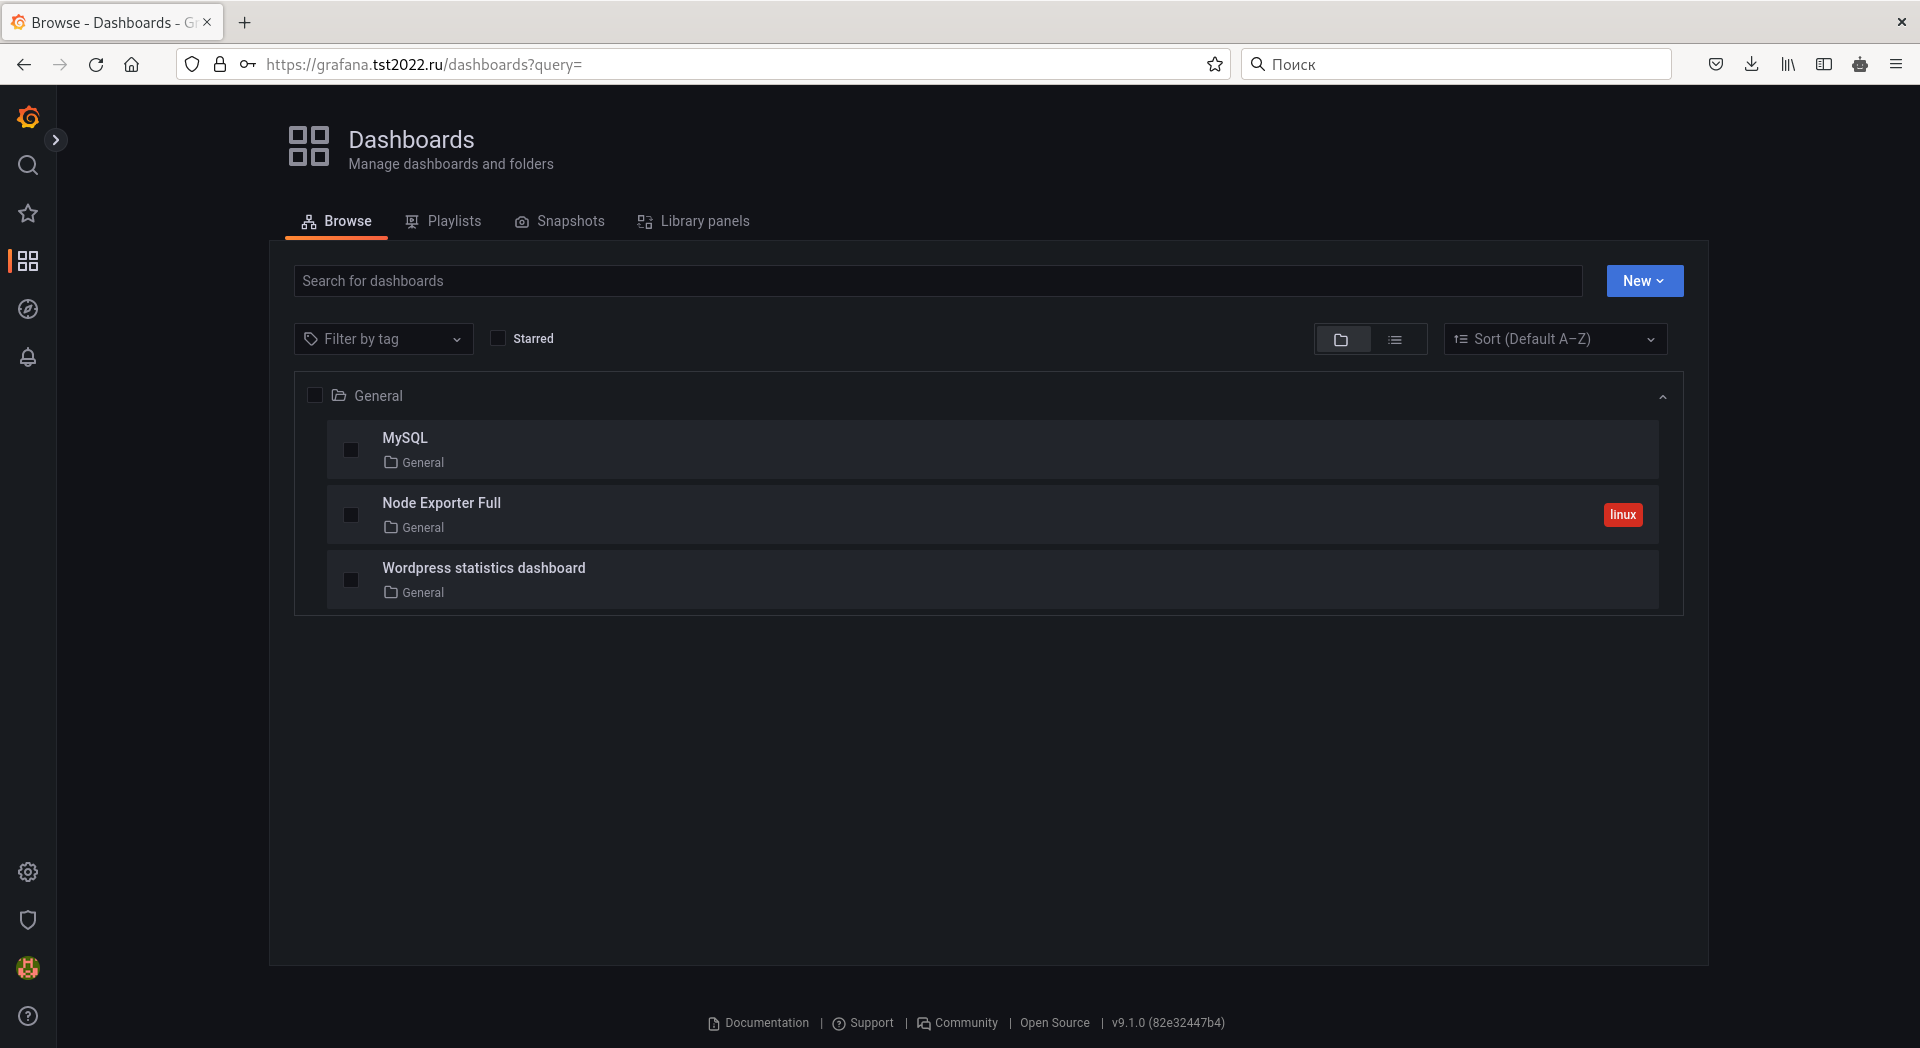 Browse - Dashboards - Gr
https://grafana.tst2022.ru/dashboards?query=
Поиск
Dashboards
Manage dashboards and folders
Browse Playlists Snapshots Library panels
Search for dashboards New
Filter by tag Starred Sort (Default A–Z)
General
MySQL
General
Node Exporter Full
General
linux
Wordpress statistics dashboard
General
Documentation | Support | Community | Open Source | v9.1.0 (82e32447b4)